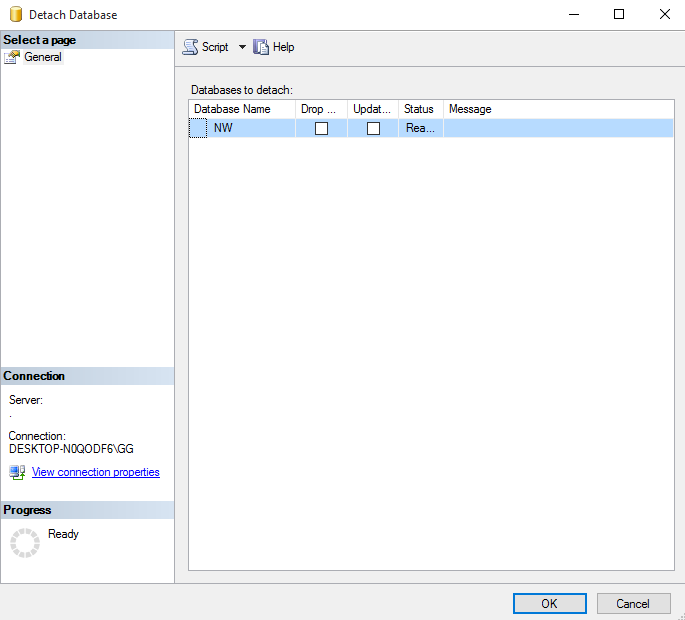 Detach Database
Select a page
General
Script
Help
Databases to detach:
Database Name Drop ... Updat... Status Message
NW Rea...
Connection
Server:
.
Connection:
DESKTOP-N0QODF6\GG
View connection properties
Progress
Ready
OK Cancel